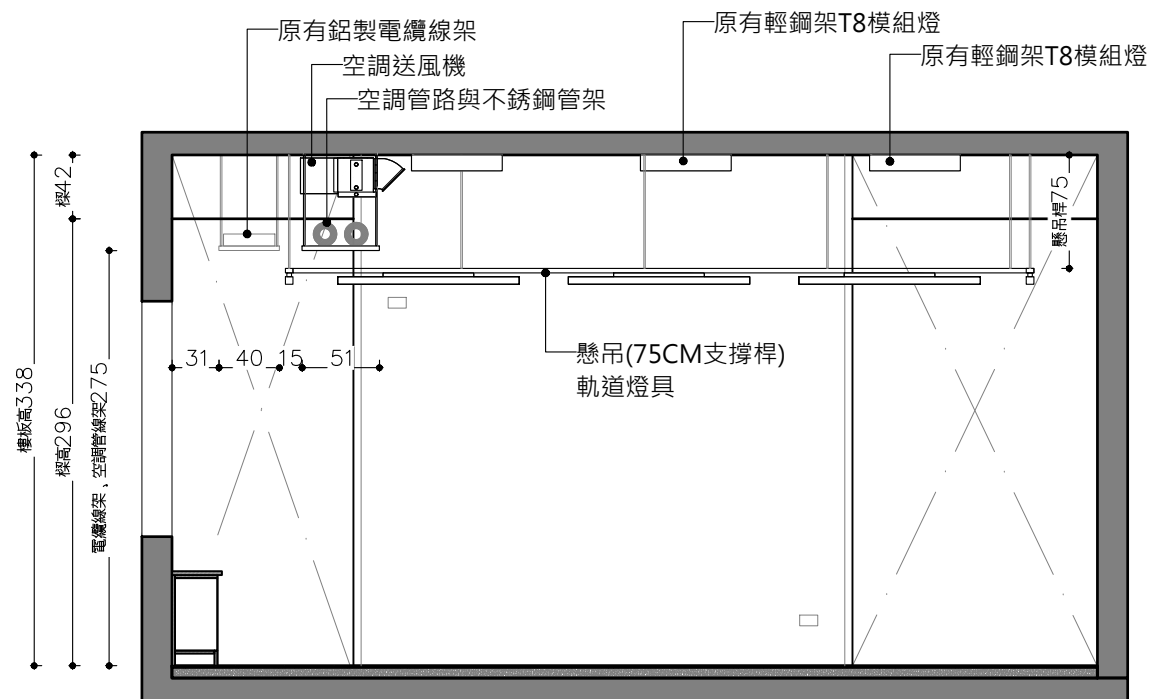 原有鋁製電纜線架
空調送風機
空調管路與不銹鋼管架
原有輕鋼架T8模組燈
原有輕鋼架T8模組燈
樑42
懸吊桿75
31
40
15
51
懸吊(75CM支撐桿)
軌道燈具
樓板高338
樑高296
電纜線架、空調管線架275